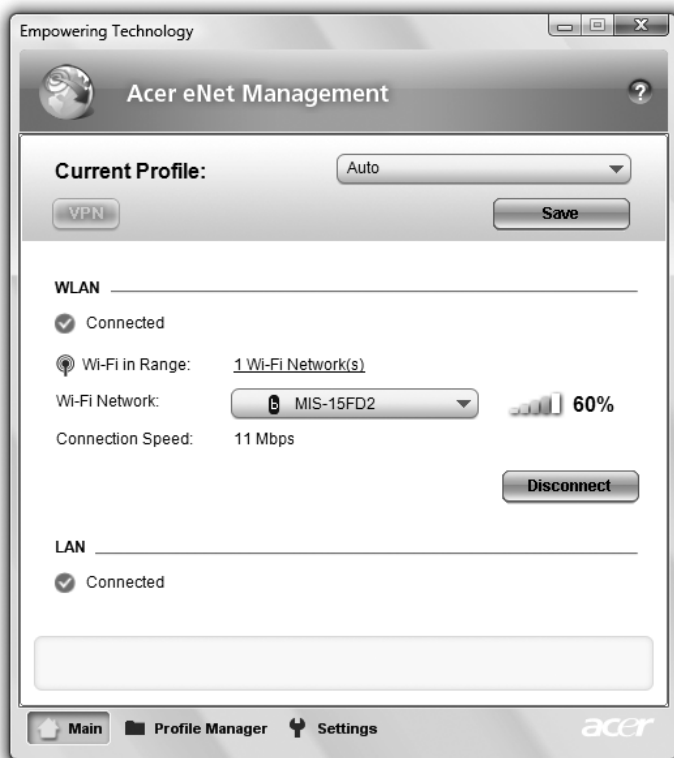 Empowering Technology
Acer eNet Management
?
Current Profile:
Auto
VPN
Save
WLAN
Connected
Wi-Fi in Range: 1 Wi-Fi Network(s)
Wi-Fi Network: b MIS-15FD2 60%
Connection Speed: 11 Mbps
Disconnect
LAN
Connected
Main Profile Manager Settings acer